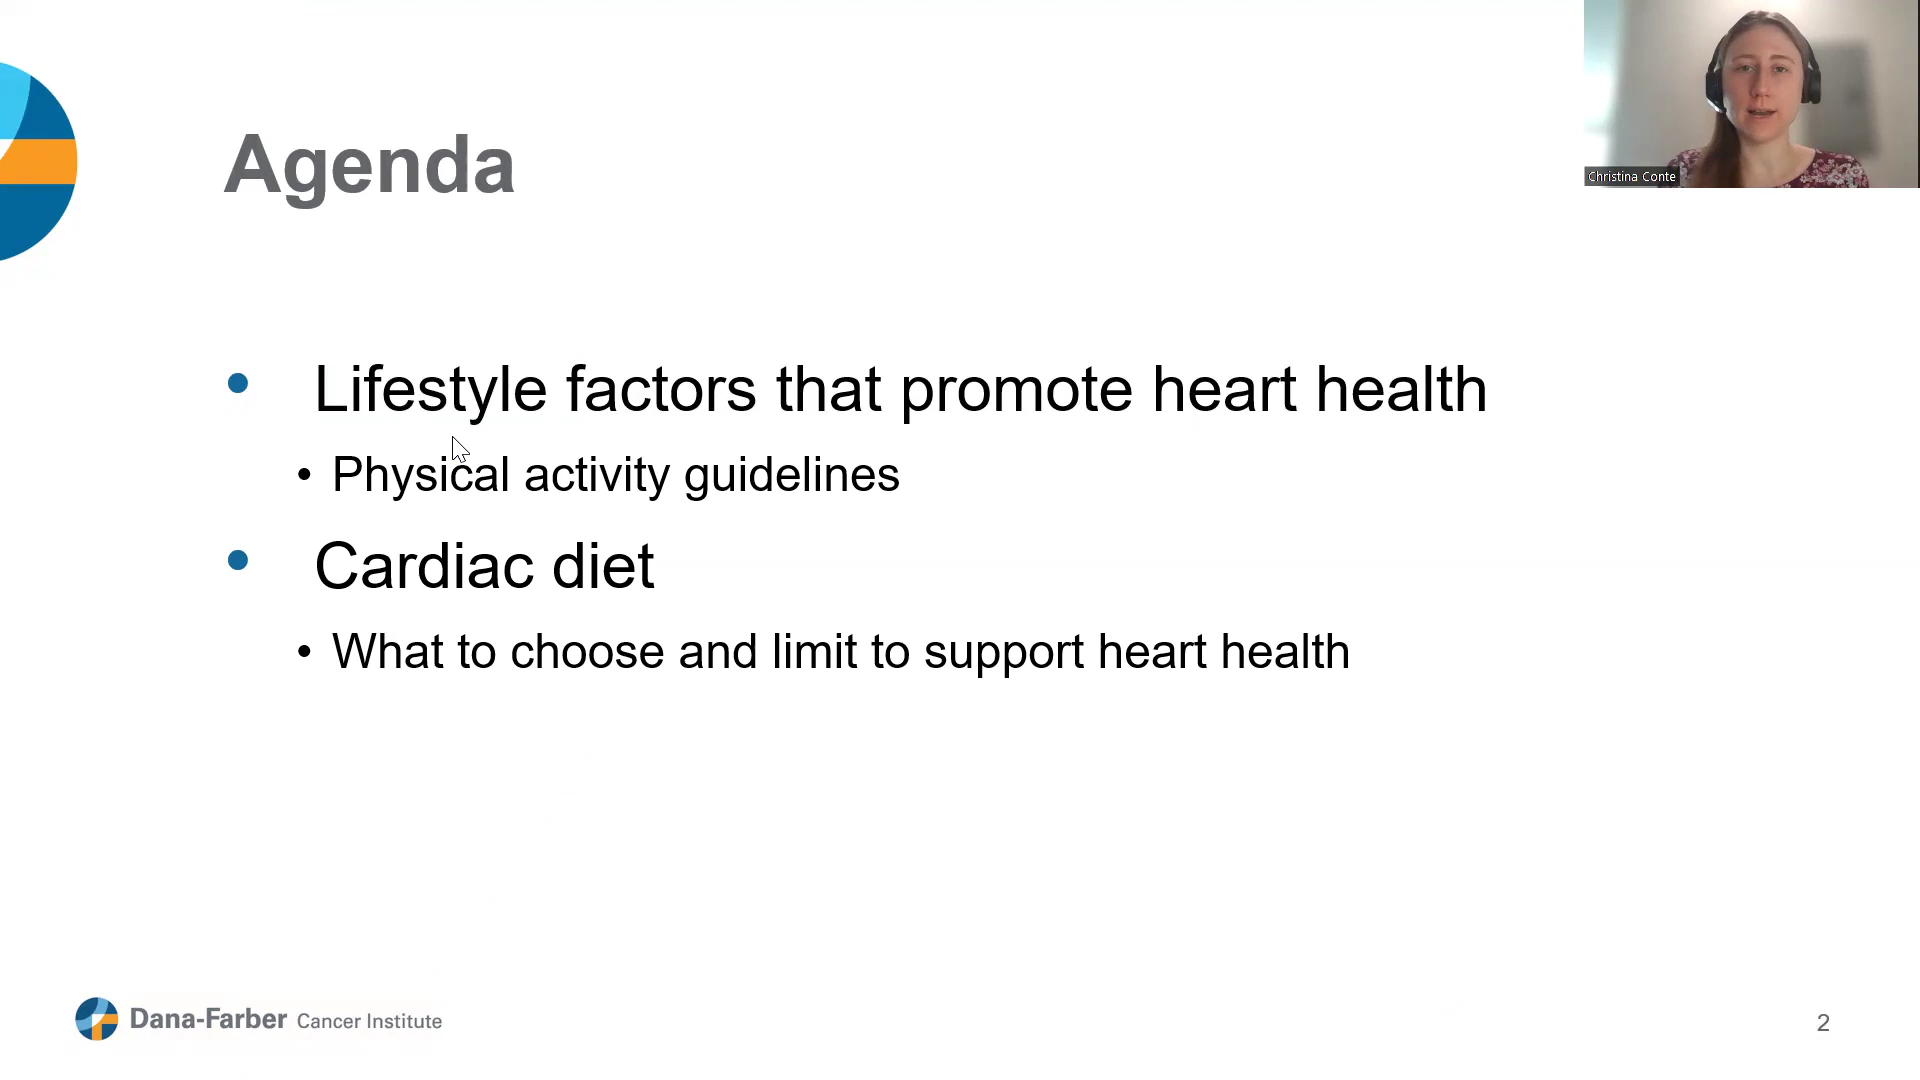 Christina Conte
Agenda
• Lifestyle factors that promote heart health
• Physical activity guidelines
• Cardiac diet
• What to choose and limit to support heart health
Dana-Farber Cancer Institute
2